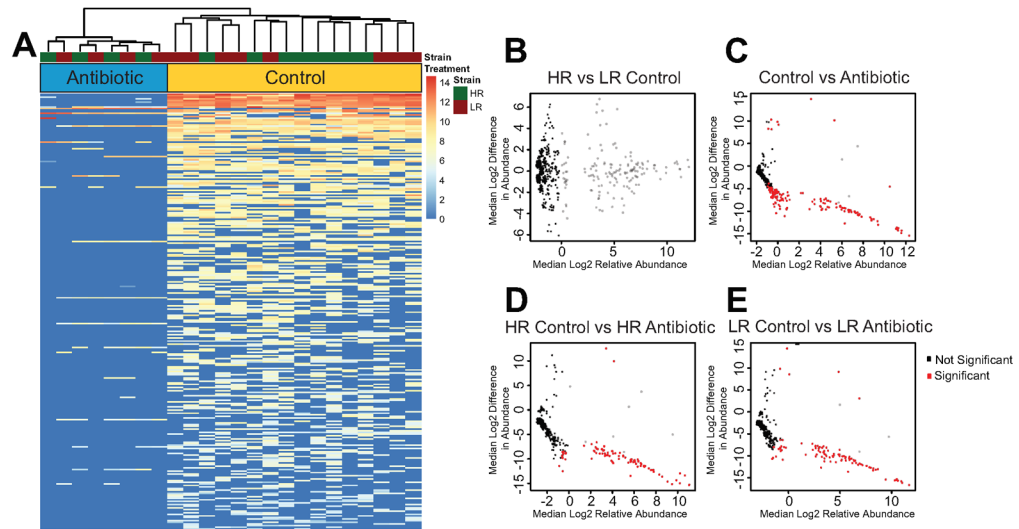 A
Strain
Treatment
Antibiotic
Control
Strain
HR
LR
14
12
10
8
6
4
2
0
B
HR vs LR Control
Median Log2 Difference
in Abundance
6
4
2
0
-2
-4
-6
0
5
10
Median Log2 Relative Abundance
C
Control vs Antibiotic
Median Log2 Difference
in Abundance
15
10
5
0
-5
-10
-15
-2
0
2
4
6
8
10
12
Median Log2 Relative Abundance
D
HR Control vs HR Antibiotic
Median Log2 Difference
in Abundance
10
5
0
-5
-10
-15
-2
0
2
4
6
8
10
Median Log2 Relative Abundance
E
LR Control vs LR Antibiotic
Median Log2 Difference
in Abundance
15
10
5
0
-5
-10
-15
0
5
10
Median Log2 Relative Abundance
Not Significant
Significant